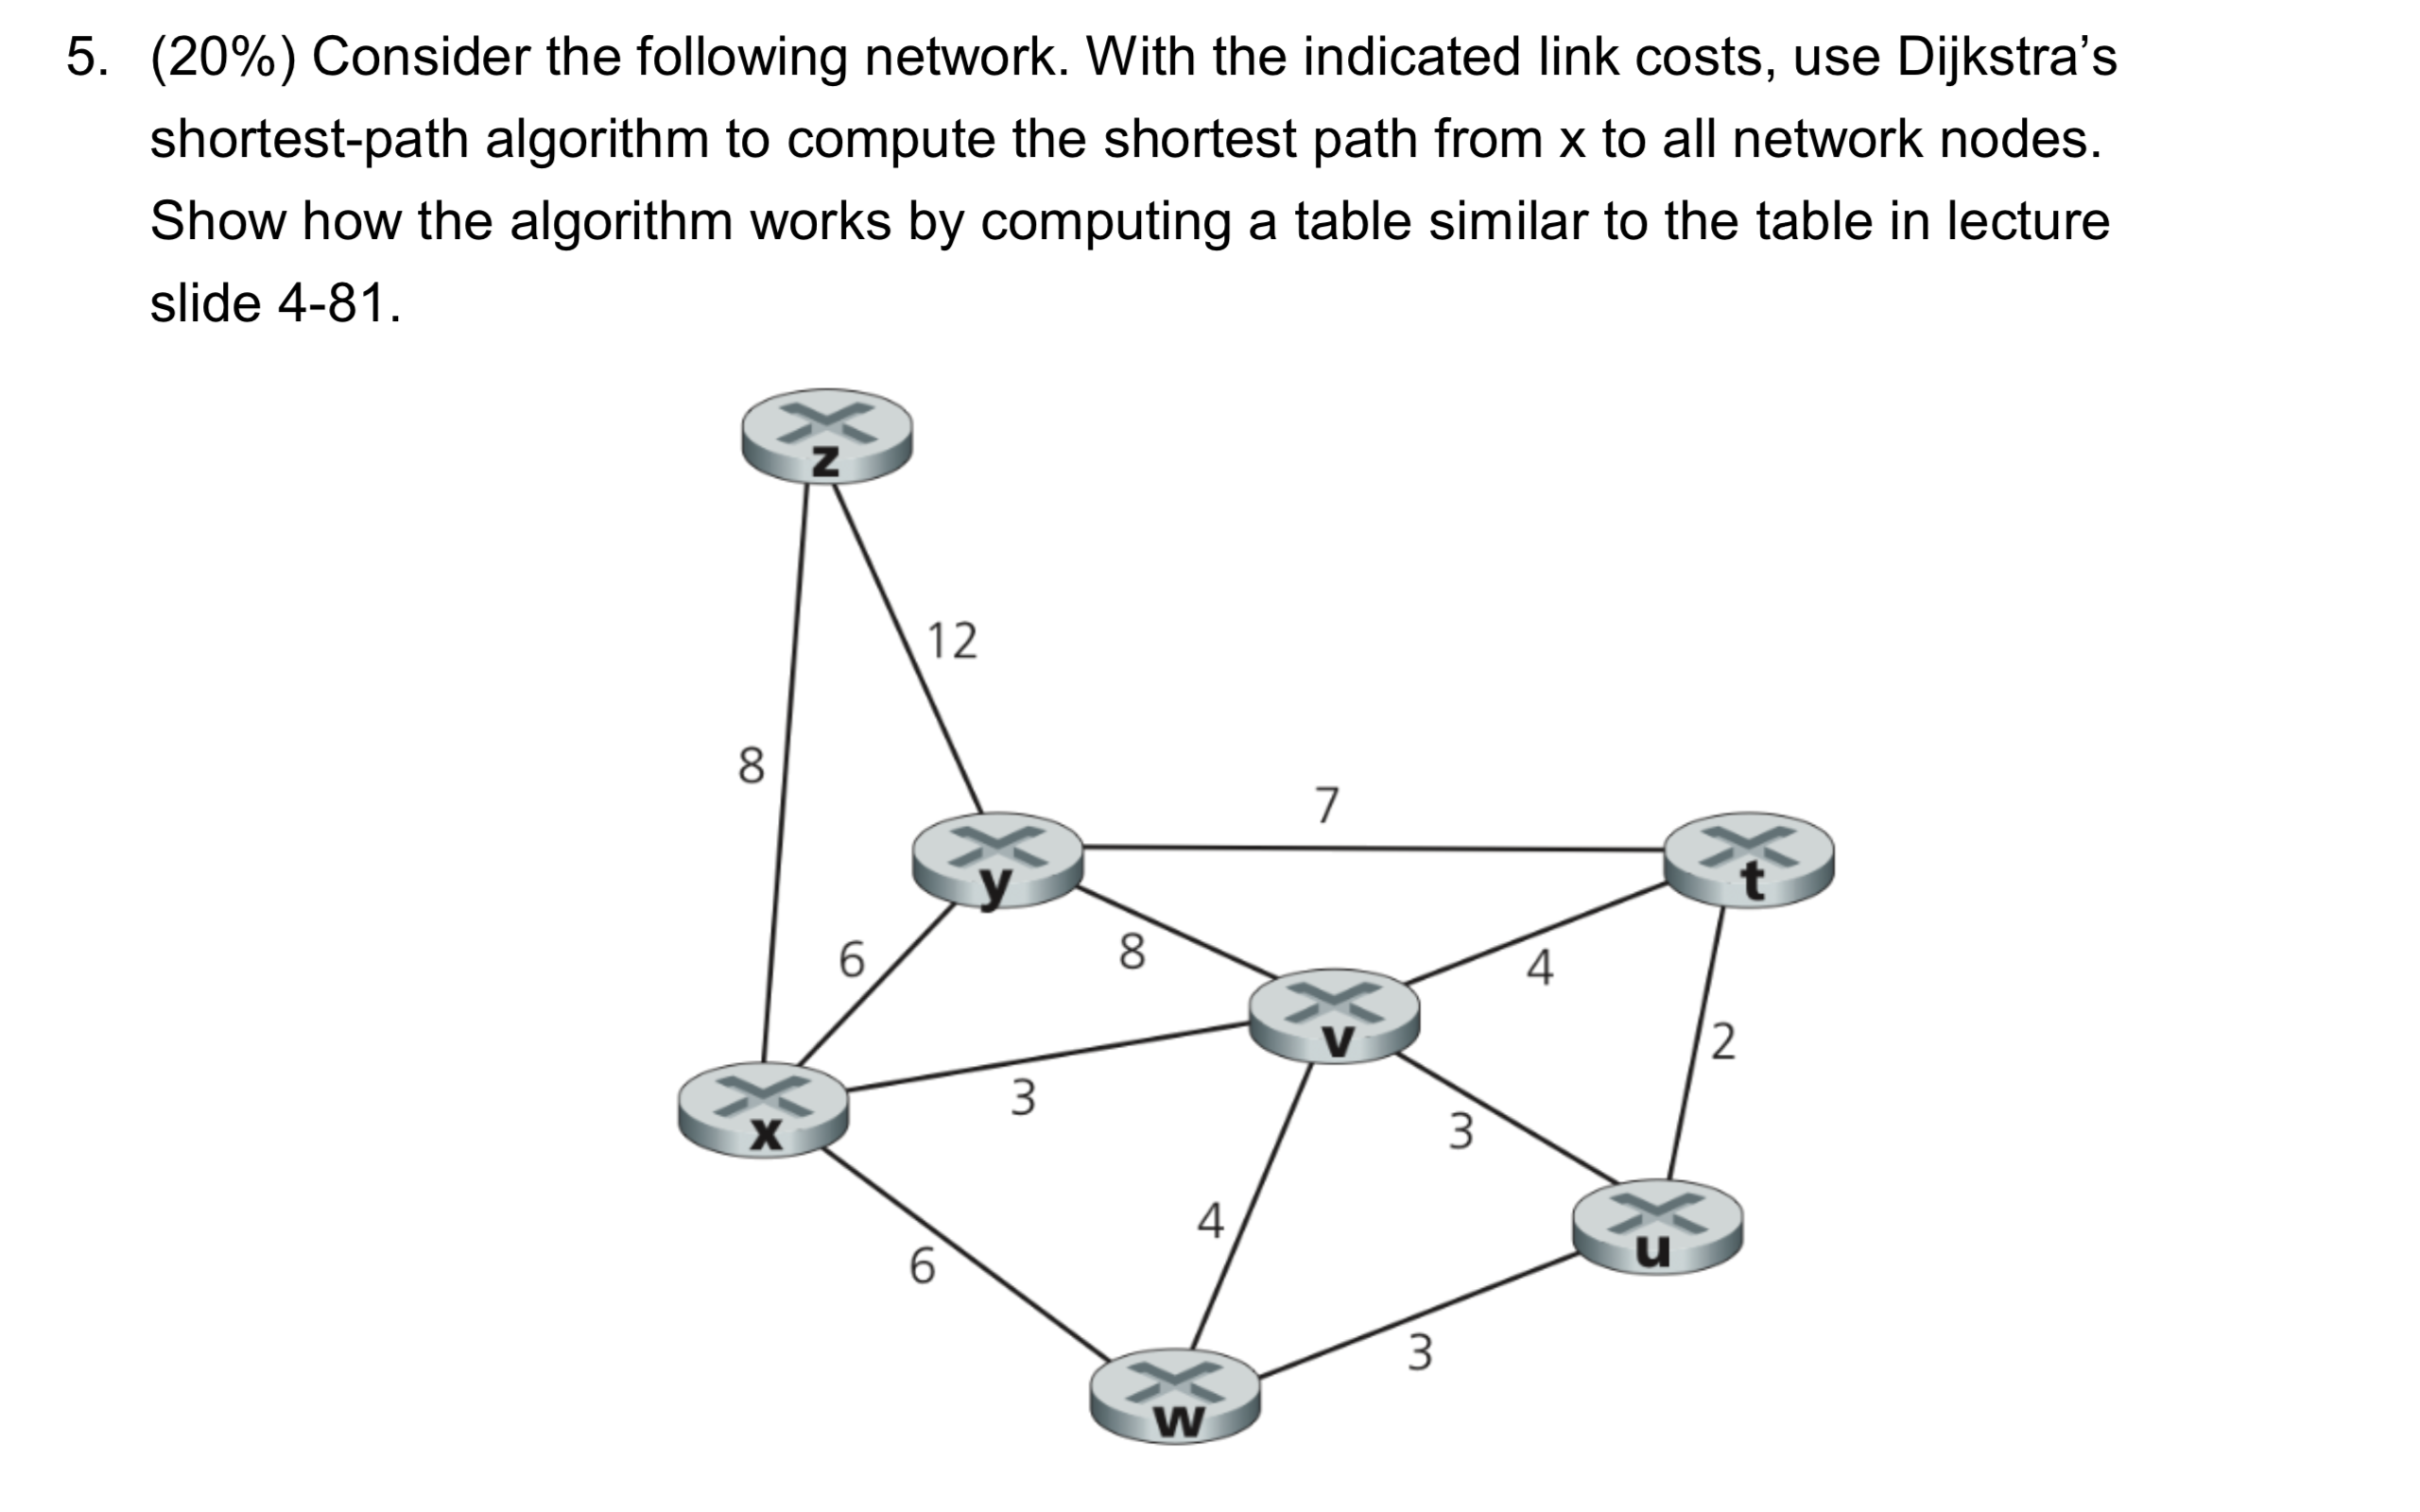 5. (20%) Consider the following network. With the indicated link costs, use Dijkstra’s
shortest-path algorithm to compute the shortest path from x to all network nodes.
Show how the algorithm works by computing a table similar to the table in lecture
slide 4-81.
z
12
8
7
y
t
6
8
4
v
2
3
x
3
4
u
6
3
w